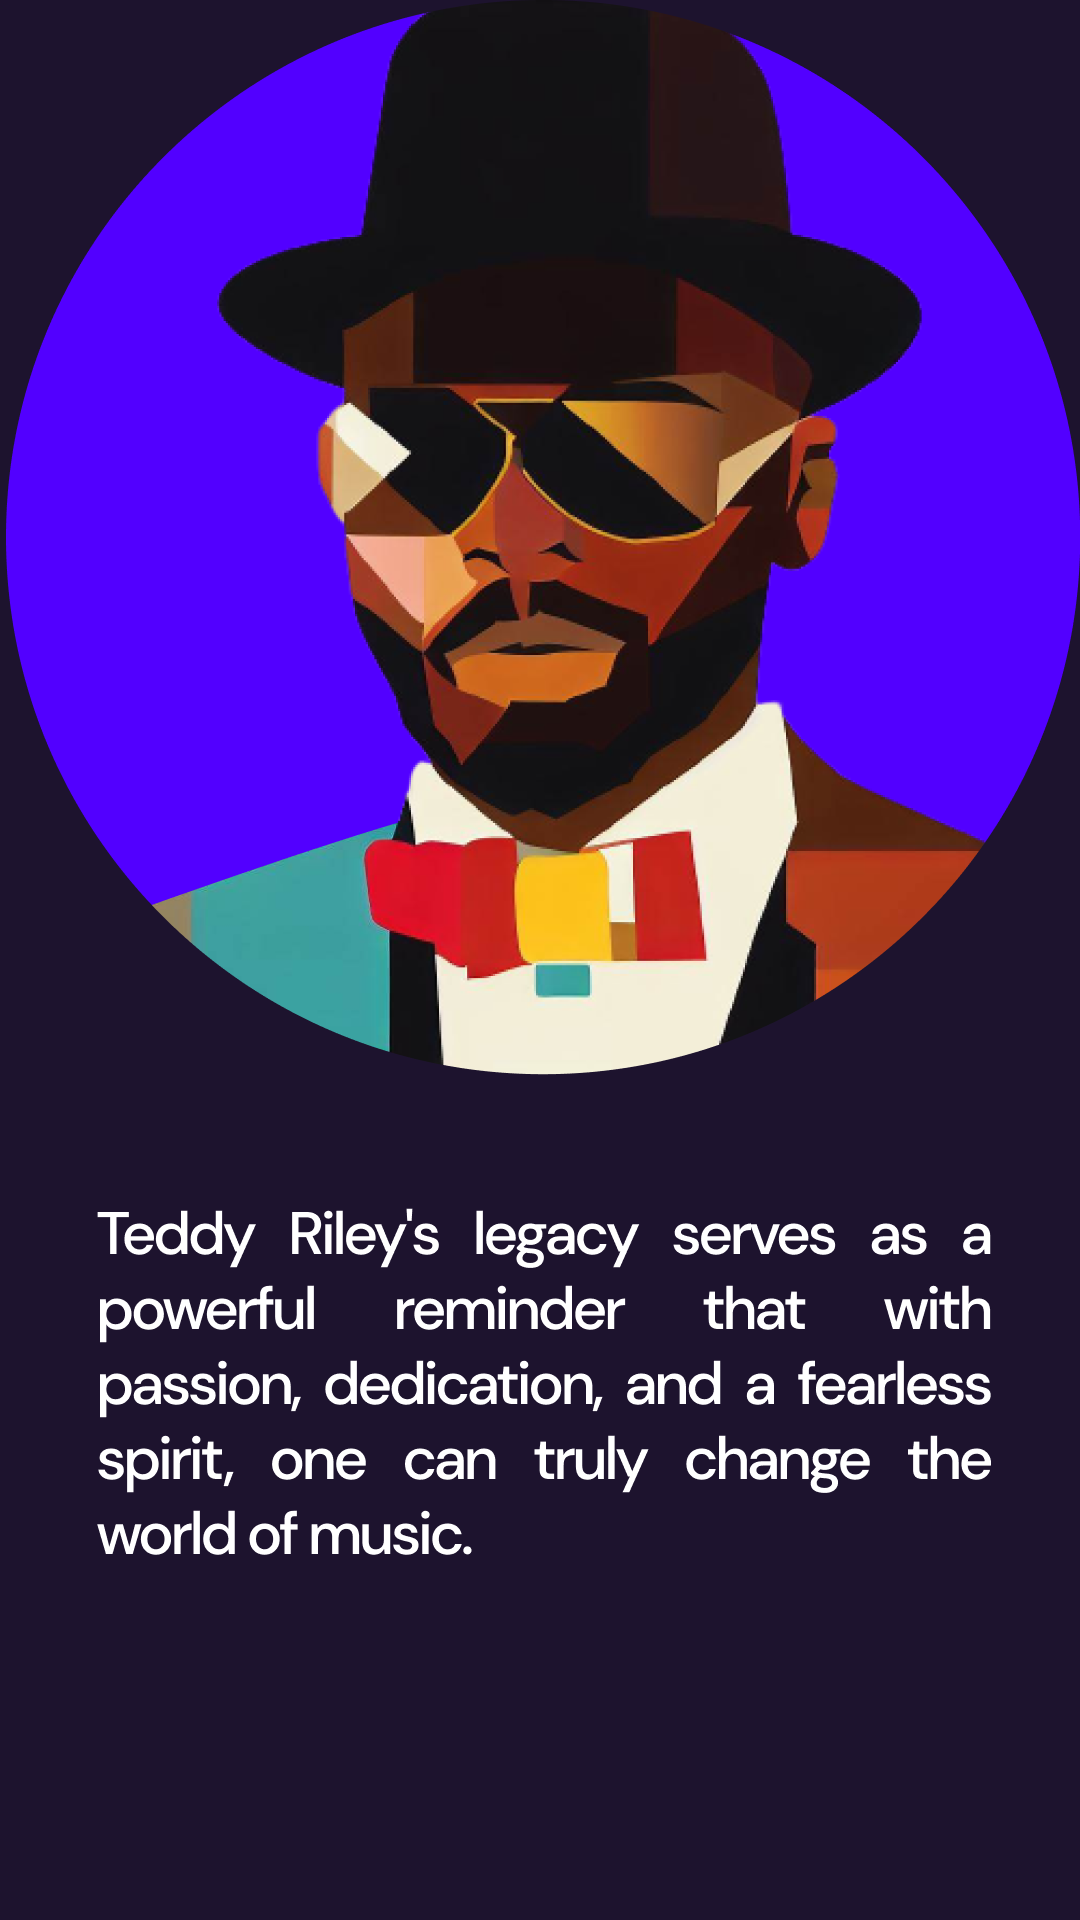 Teddy Riley's legacy serves as a
powerful reminder that with
passion, dedication, and a fearless
spirit, one can truly change the
world of music.